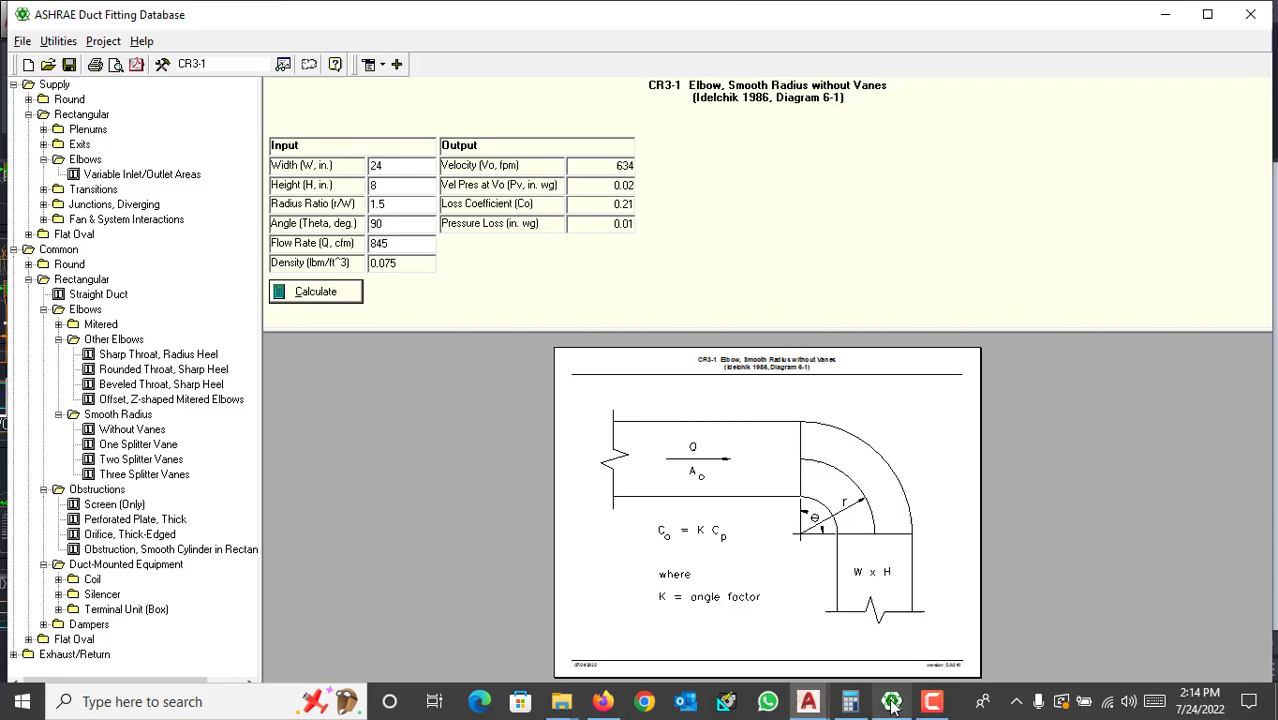 ASHRAE Duct Fitting Database
File Utilities Project Help
CR3-1
Supply
Round
Rectangular
Plenums
Exits
Elbows
Variable Inlet/Outlet Areas
Transitions
Junctions, Diverging
Fan & System Interactions
Flat Oval
Common
Round
Rectangular
Straight Duct
Elbows
Mitered
Other Elbows
Sharp Throat, Radius Heel
Rounded Throat, Sharp Heel
Beveled Throat, Sharp Heel
Offset, Z-shaped Mitered Elbows
Smooth Radius
Without Vanes
One Splitter Vane
Two Splitter Vanes
Three Splitter Vanes
Obstructions
Screen (Only)
Perforated Plate, Thick
Orifice, Thick-Edged
Obstruction, Smooth Cylinder in Rectan
Duct-Mounted Equipment
Coil
Silencer
Terminal Unit (Box)
Dampers
Flat Oval
Exhaust/Return
CR3-1 Elbow, Smooth Radius without Vanes
(Idelchik 1986, Diagram 6-1)
Input Output
Width (W, in.) 24 Velocity (Vo, fpm) 634
Height (H, in.) 8 Vel Pres at Vo (Pv, in. wg) 0.02
Radius Ratio (r/W) 1.5 Loss Coefficient (Co) 0.21
Angle (Theta, deg.) 90 Pressure Loss (in. wg) 0.01
Flow Rate (Q, cfm) 845
Density (lbm/ft^3) 0.075
Calculate
CR3-1 Elbow, Smooth Radius without Vanes
(Idelchik 1986, Diagram 6-1)
Q
Ao
r
Θ
Co = K Cp
W x H
where
K = angle factor
07/24/2022
Type here to search
2:14 PM
7/24/2022